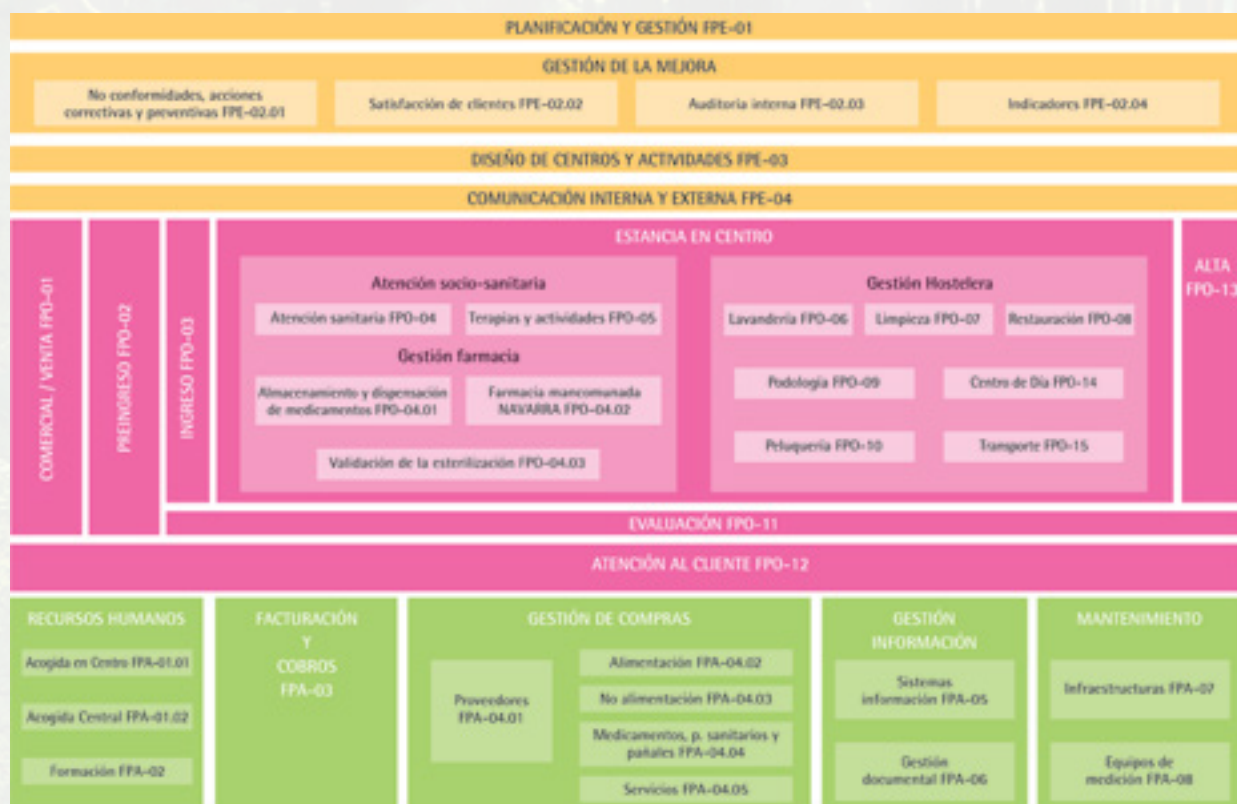 PLANIFICACIÓN Y GESTIÓN FPE-01
GESTIÓN DE LA MEJORA
No conformidades, acciones
correctivas y preventivas FPE-02.01
Satisfacción de clientes FPE-02.02
Auditoria interna FPE-02.03
Indicadores FPE-02.04
DISEÑO DE CENTROS Y ACTIVIDADES FPE-03
COMUNICACIÓN INTERNA Y EXTERNA FPE-04
COMERCIAL / VENTA FPO-01
PREINGRESO FPO-02
INGRESO FPO-03
ESTANCIA EN CENTRO
Atención socio-sanitaria
Atención sanitaria FPO-04
Terapias y actividades FPO-05
Gestión farmacia
Almacenamiento y dispensación
de medicamentos FPO-04.01
Farmacia mancomunada
NAVARRA FPO-04.02
Validación de la esterilización FPO-04.03
Gestión Hostelera
Lavandería FPO-06
Limpieza FPO-07
Restauración FPO-08
Podología FPO-09
Centro de Día FPO-14
Peluquería FPO-10
Transporte FPO-15
ALTA
FPO-13
EVALUACIÓN FPO-11
ATENCIÓN AL CLIENTE FPO-12
RECURSOS HUMANOS
Acogida en Centro FPA-01.01
Acogida Central FPA-01.02
Formación FPA-02
FACTURACIÓN
Y
COBROS
FPA-03
GESTIÓN DE COMPRAS
Proveedores
FPA-04.01
Alimentación FPA-04.02
No alimentación FPA-04.03
Medicamentos, p. sanitarios y
pañales FPA-04.04
Servicios FPA-04.05
GESTIÓN
INFORMACIÓN
Sistemas
información FPA-05
Gestión
documental FPA-06
MANTENIMIENTO
Infraestructuras FPA-07
Equipos de
medición FPA-08